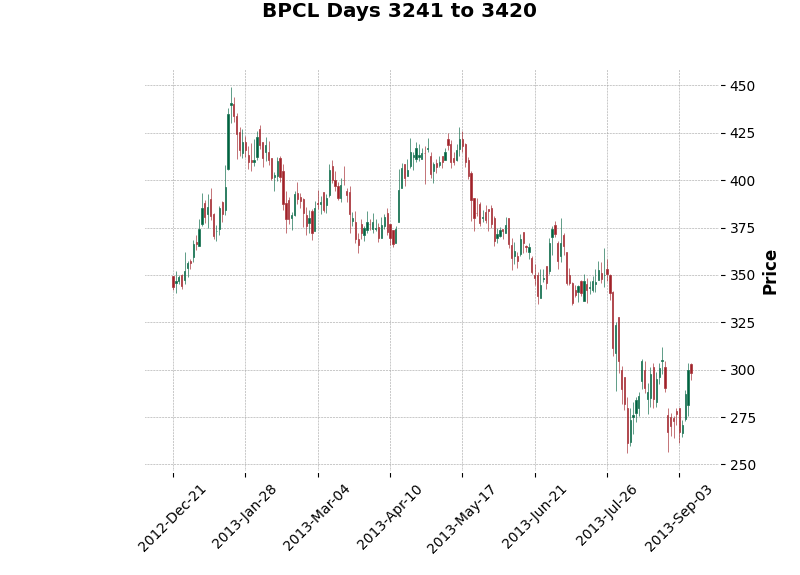 BPCL Days 3241 to 3420
450
425
400
375
350
325
300
275
250
Price
2012-Dec-21
2013-Jan-28
2013-Mar-04
2013-Apr-10
2013-May-17
2013-Jun-21
2013-Jul-26
2013-Sep-03